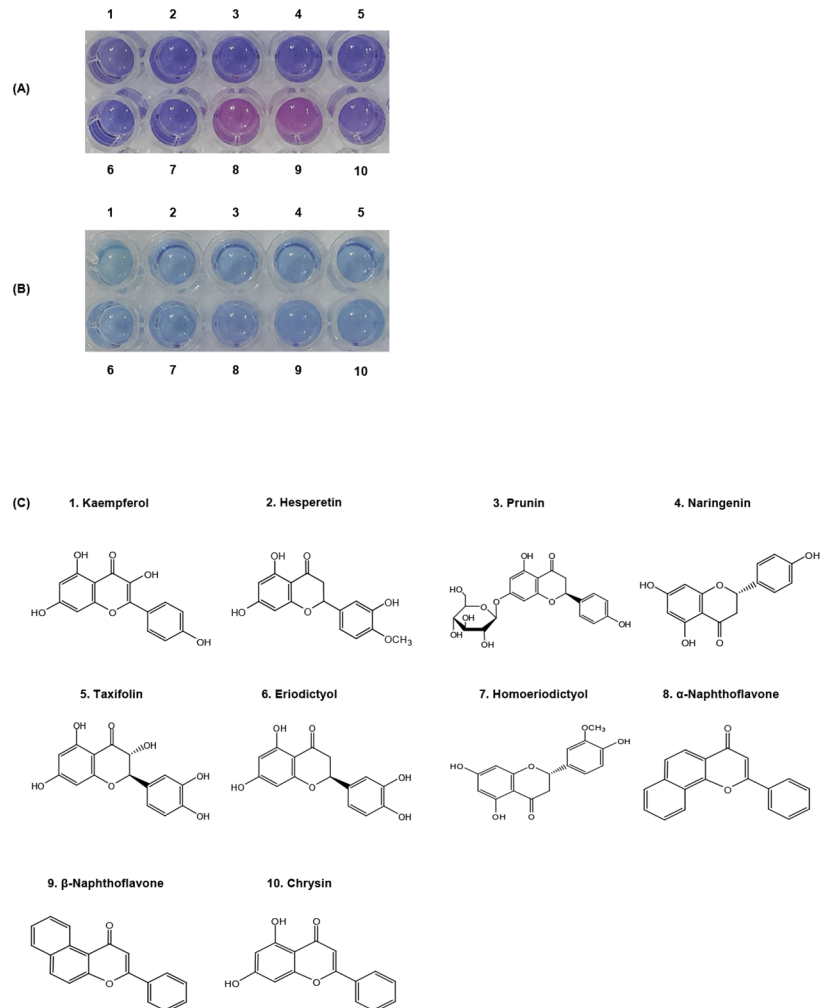 1 2 3 4 5
(A)
6 7 8 9 10
1 2 3 4 5
(B)
6 7 8 9 10
(C) 1. Kaempferol 2. Hesperetin 3. Prunin 4. Naringenin
OH O OH HO OH
OH O HO O OH OCH3
OH O HO O O O OH OH OH OH
OH HO O OH O
5. Taxifolin 6. Eriodictyol 7. Homoeriodictyol 8. α-Naphthoflavone
OH O OH HO O OH OH
OH O HO O OH OH
OCH3 OH HO O OH O
O O
9. β-Naphthoflavone 10. Chrysin
O O
OH O HO O